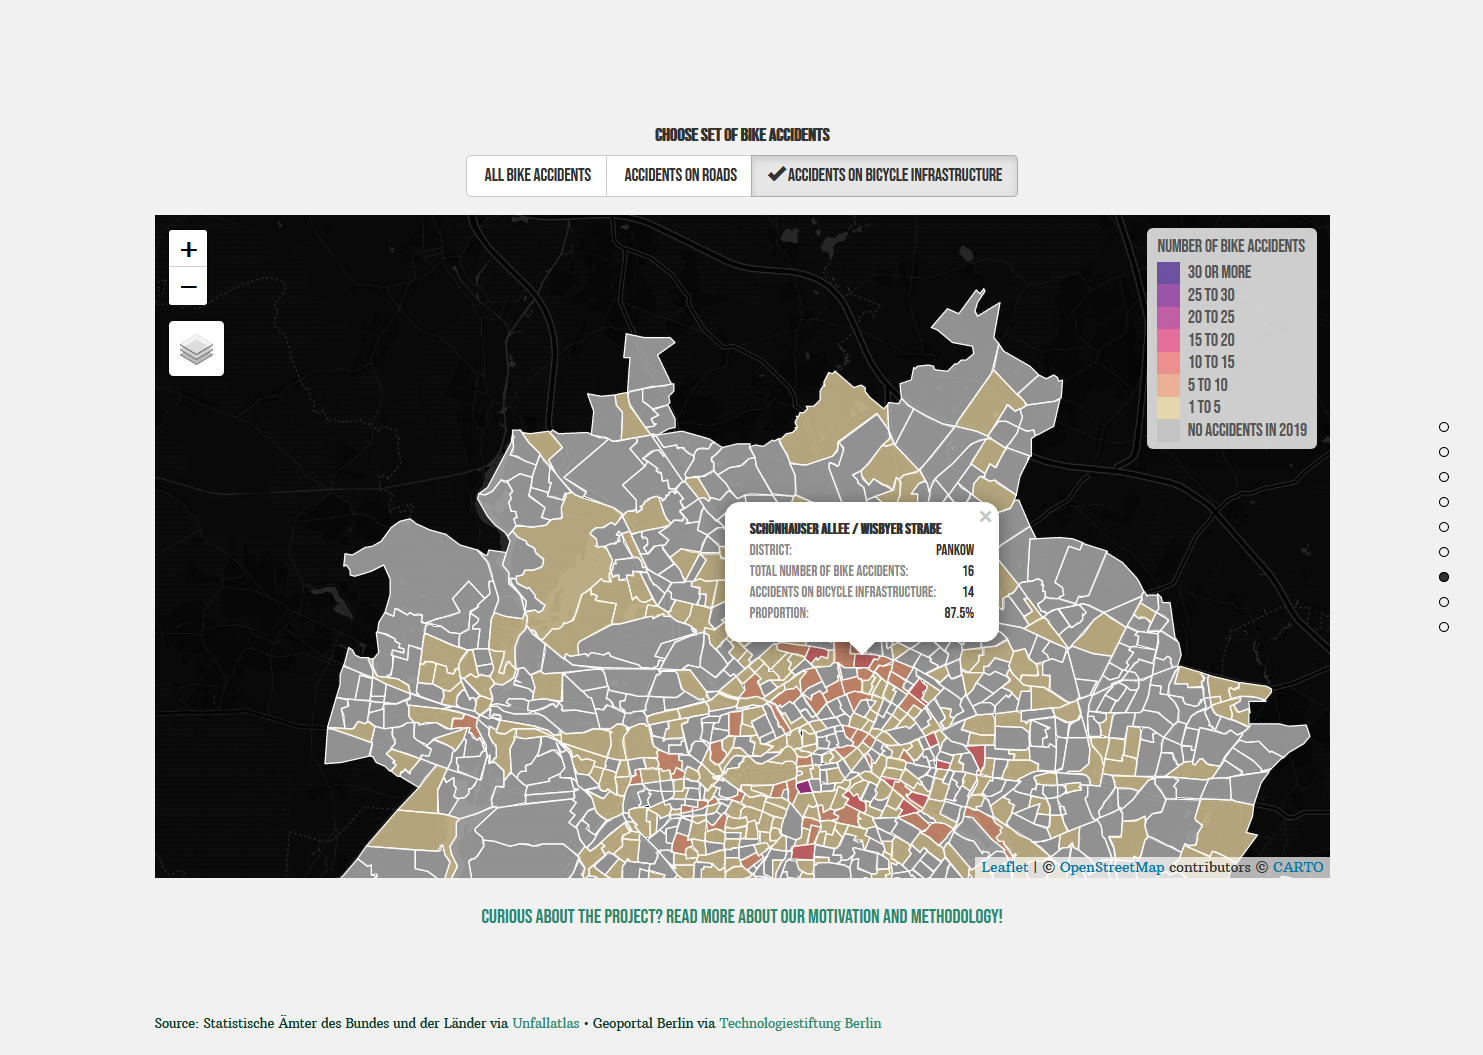 CHOOSE SET OF BIKE ACCIDENTS
ALL BIKE ACCIDENTS
ACCIDENTS ON ROADS
ACCIDENTS ON BICYCLE INFRASTRUCTURE
+
−
NUMBER OF BIKE ACCIDENTS
30 OR MORE
25 TO 30
20 TO 25
15 TO 20
10 TO 15
5 TO 10
1 TO 5
NO ACCIDENTS IN 2019
×
SCHÖNHAUSER ALLEE / WISBYER STRAßE
DISTRICT: PANKOW
TOTAL NUMBER OF BIKE ACCIDENTS: 16
ACCIDENTS ON BICYCLE INFRASTRUCTURE: 14
PROPORTION: 87.5%
Leaflet | © OpenStreetMap contributors © CARTO
CURIOUS ABOUT THE PROJECT? READ MORE ABOUT OUR MOTIVATION AND METHODOLOGY!
Source: Statistische Ämter des Bundes und der Länder via Unfallatlas • Geoportal Berlin via Technologiestiftung Berlin